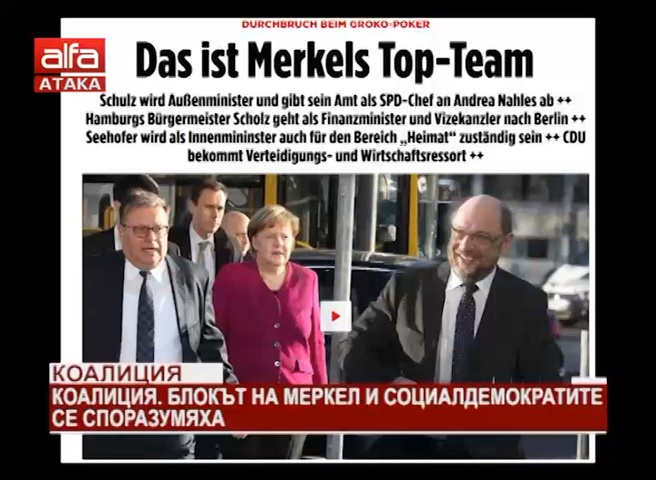 DURCHBRUCH BEIM GROKO-POKER
Das ist Merkels Top-Team
alfa
ATAKA
Schulz wird Außenminister und gibt sein Amt als SPD-Chef an Andrea Nahles ab ++
Hamburgs Bürgermeister Scholz geht als Finanzminister und Vizekanzler nach Berlin ++
Seehofer wird als Innenmininster auch für den Bereich „Heimat“ zuständig sein ++ CDU
bekommt Verteidigungs- und Wirtschaftsressort ++
КОАЛИЦИЯ
КОАЛИЦИЯ. БЛОКЪТ НА МЕРКЕЛ И СОЦИАЛДЕМОКРАТИТЕ
СЕ СПОРАЗУМЯХА